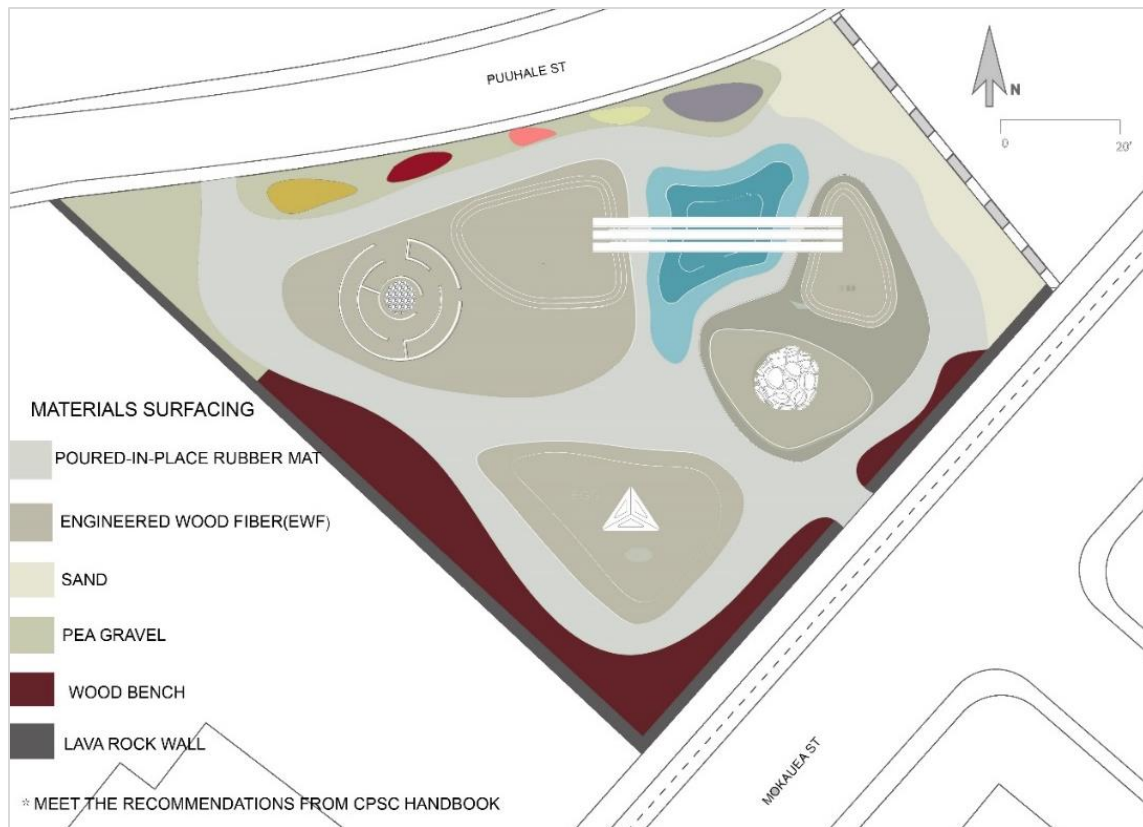 PUUHALE ST
N
0 20'
MATERIALS SURFACING
POURED-IN-PLACE RUBBER MAT
ENGINEERED WOOD FIBER(EWF)
SAND
PEA GRAVEL
WOOD BENCH
LAVA ROCK WALL
MOKAUEA ST
* MEET THE RECOMMENDATIONS FROM CPSC HANDBOOK